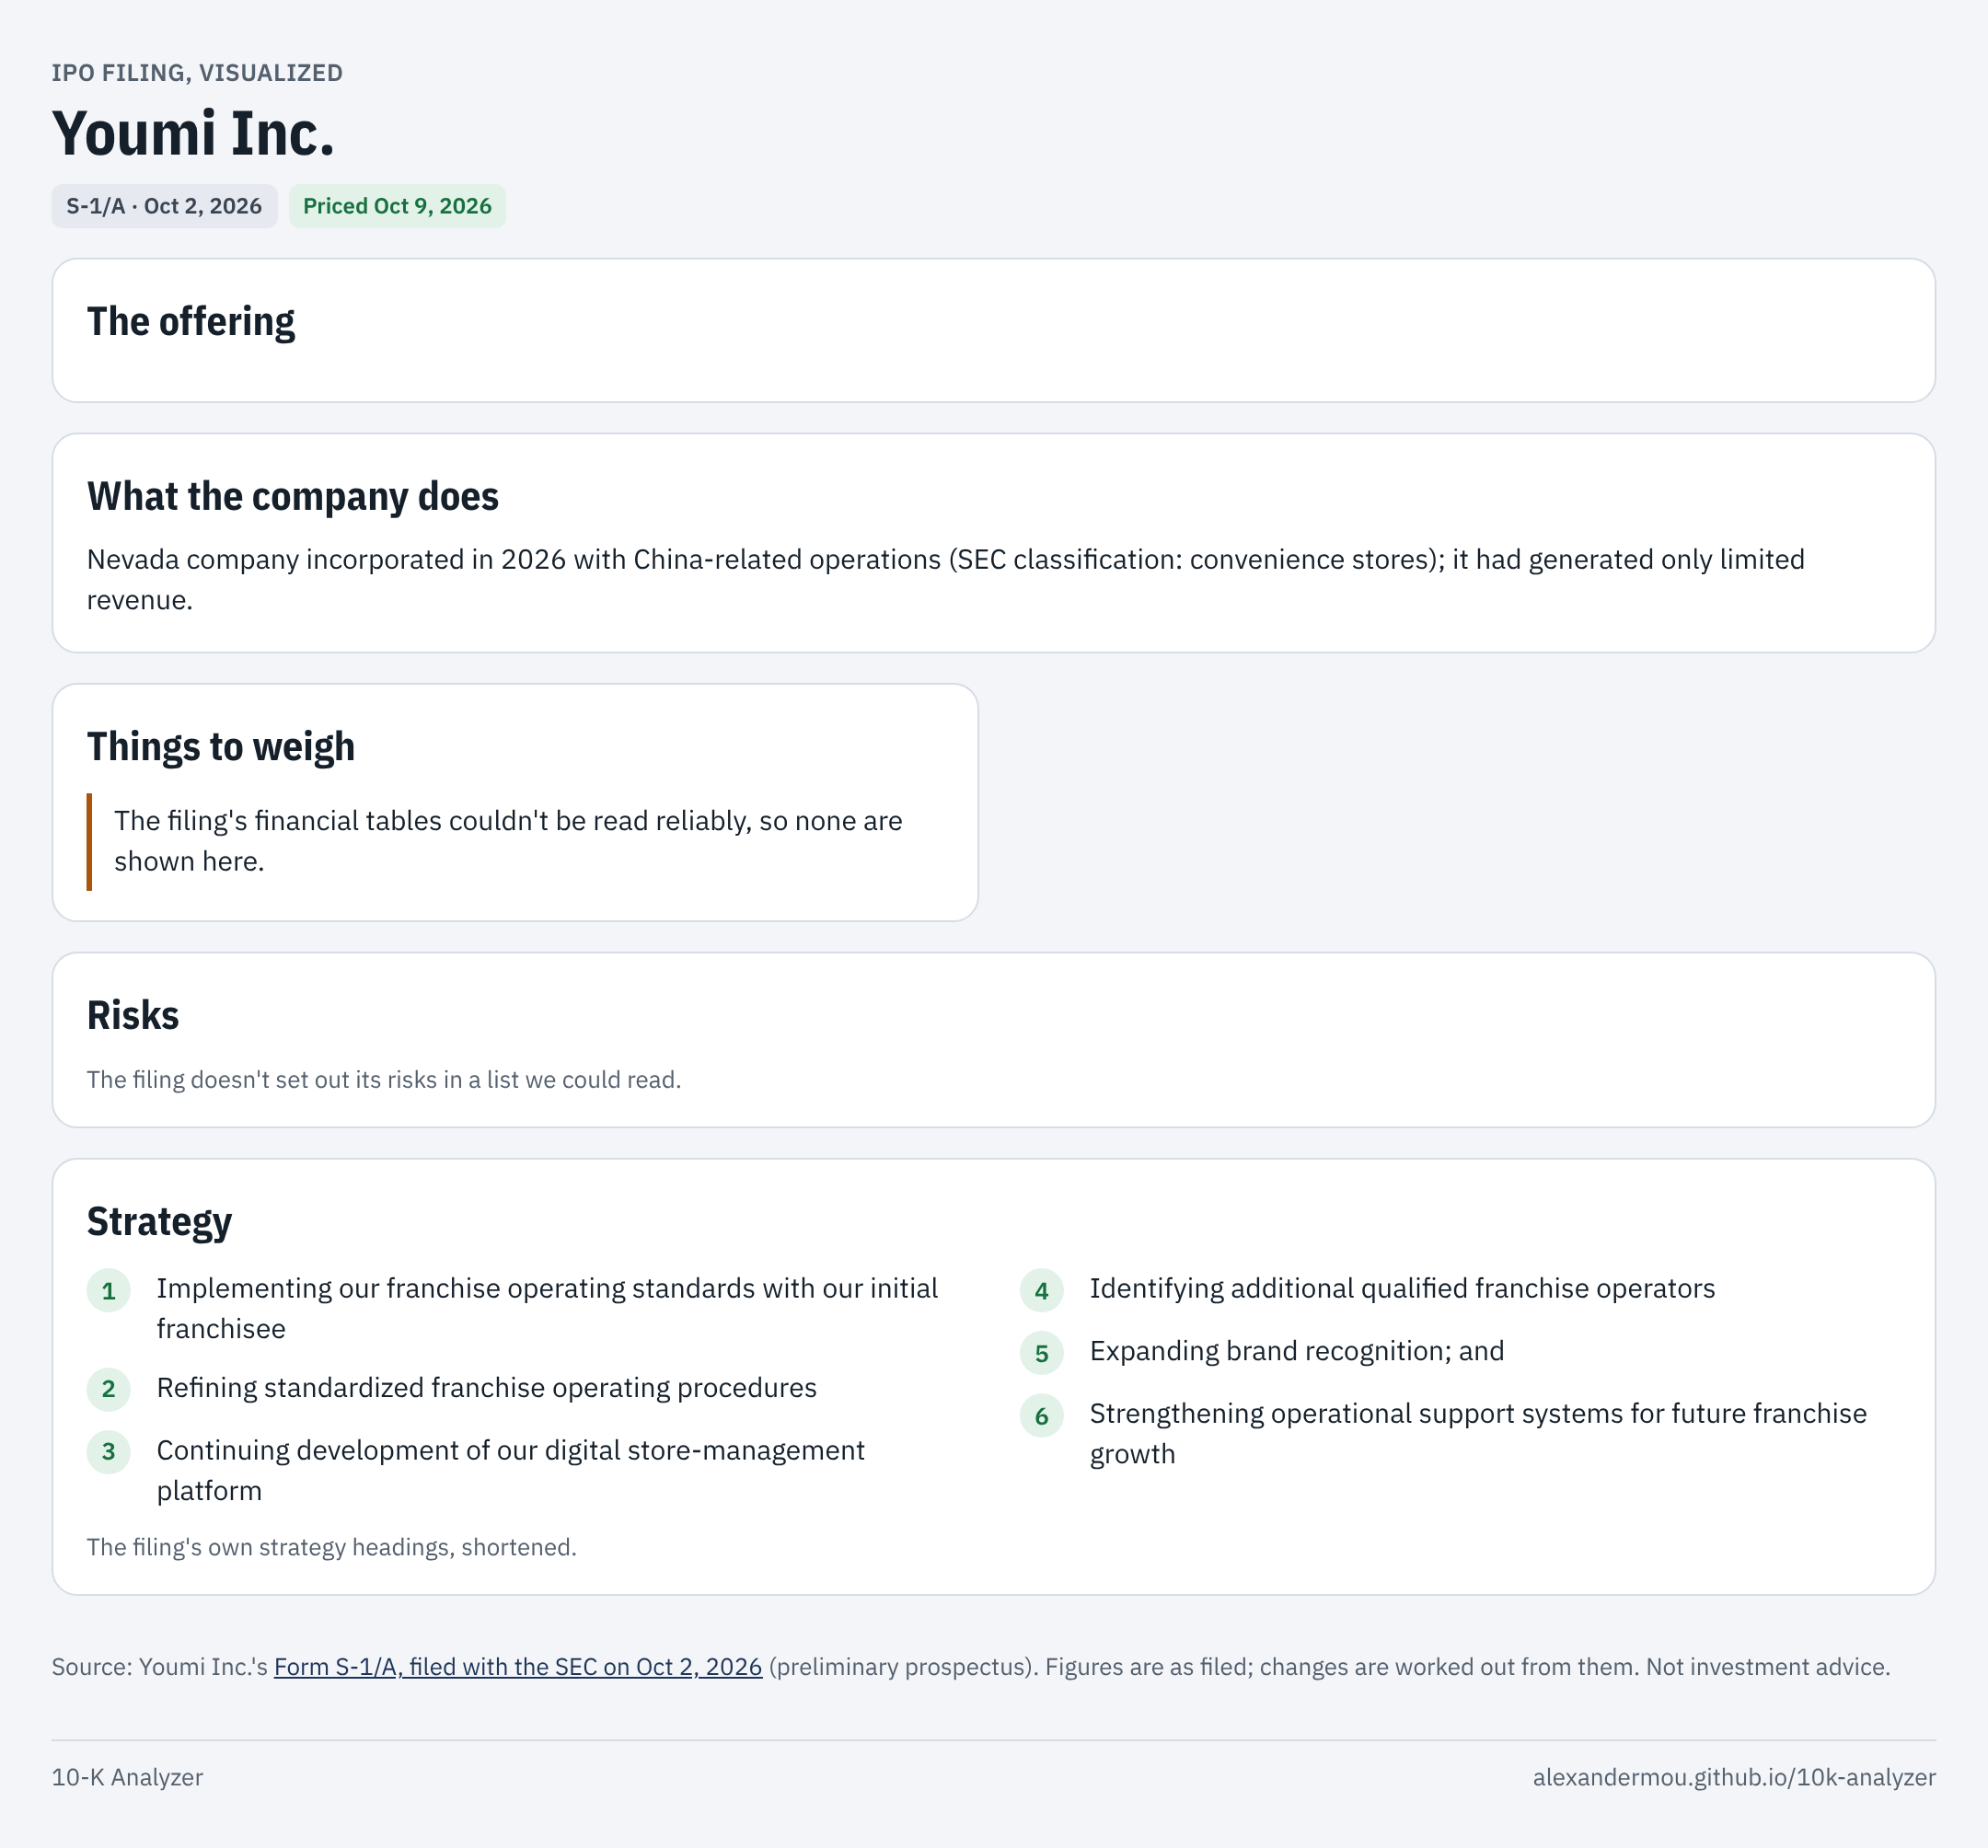 IPO FILING, VISUALIZED
Youmi Inc.
S-1/A · Oct 2, 2026
Priced Oct 9, 2026
The offering
What the company does
Nevada company incorporated in 2026 with China-related operations (SEC classification: convenience stores); it had generated only limited
revenue.
Things to weigh
The filing's financial tables couldn't be read reliably, so none are
shown here.
Risks
The filing doesn't set out its risks in a list we could read.
Strategy
1 Implementing our franchise operating standards with our initial
franchisee
2 Refining standardized franchise operating procedures
3 Continuing development of our digital store-management
platform
4 Identifying additional qualified franchise operators
5 Expanding brand recognition; and
6 Strengthening operational support systems for future franchise
growth
The filing's own strategy headings, shortened.
Source: Youmi Inc.'s Form S-1/A, filed with the SEC on Oct 2, 2026 (preliminary prospectus). Figures are as filed; changes are worked out from them. Not investment advice.
10-K Analyzer
alexandermou.github.io/10k-analyzer